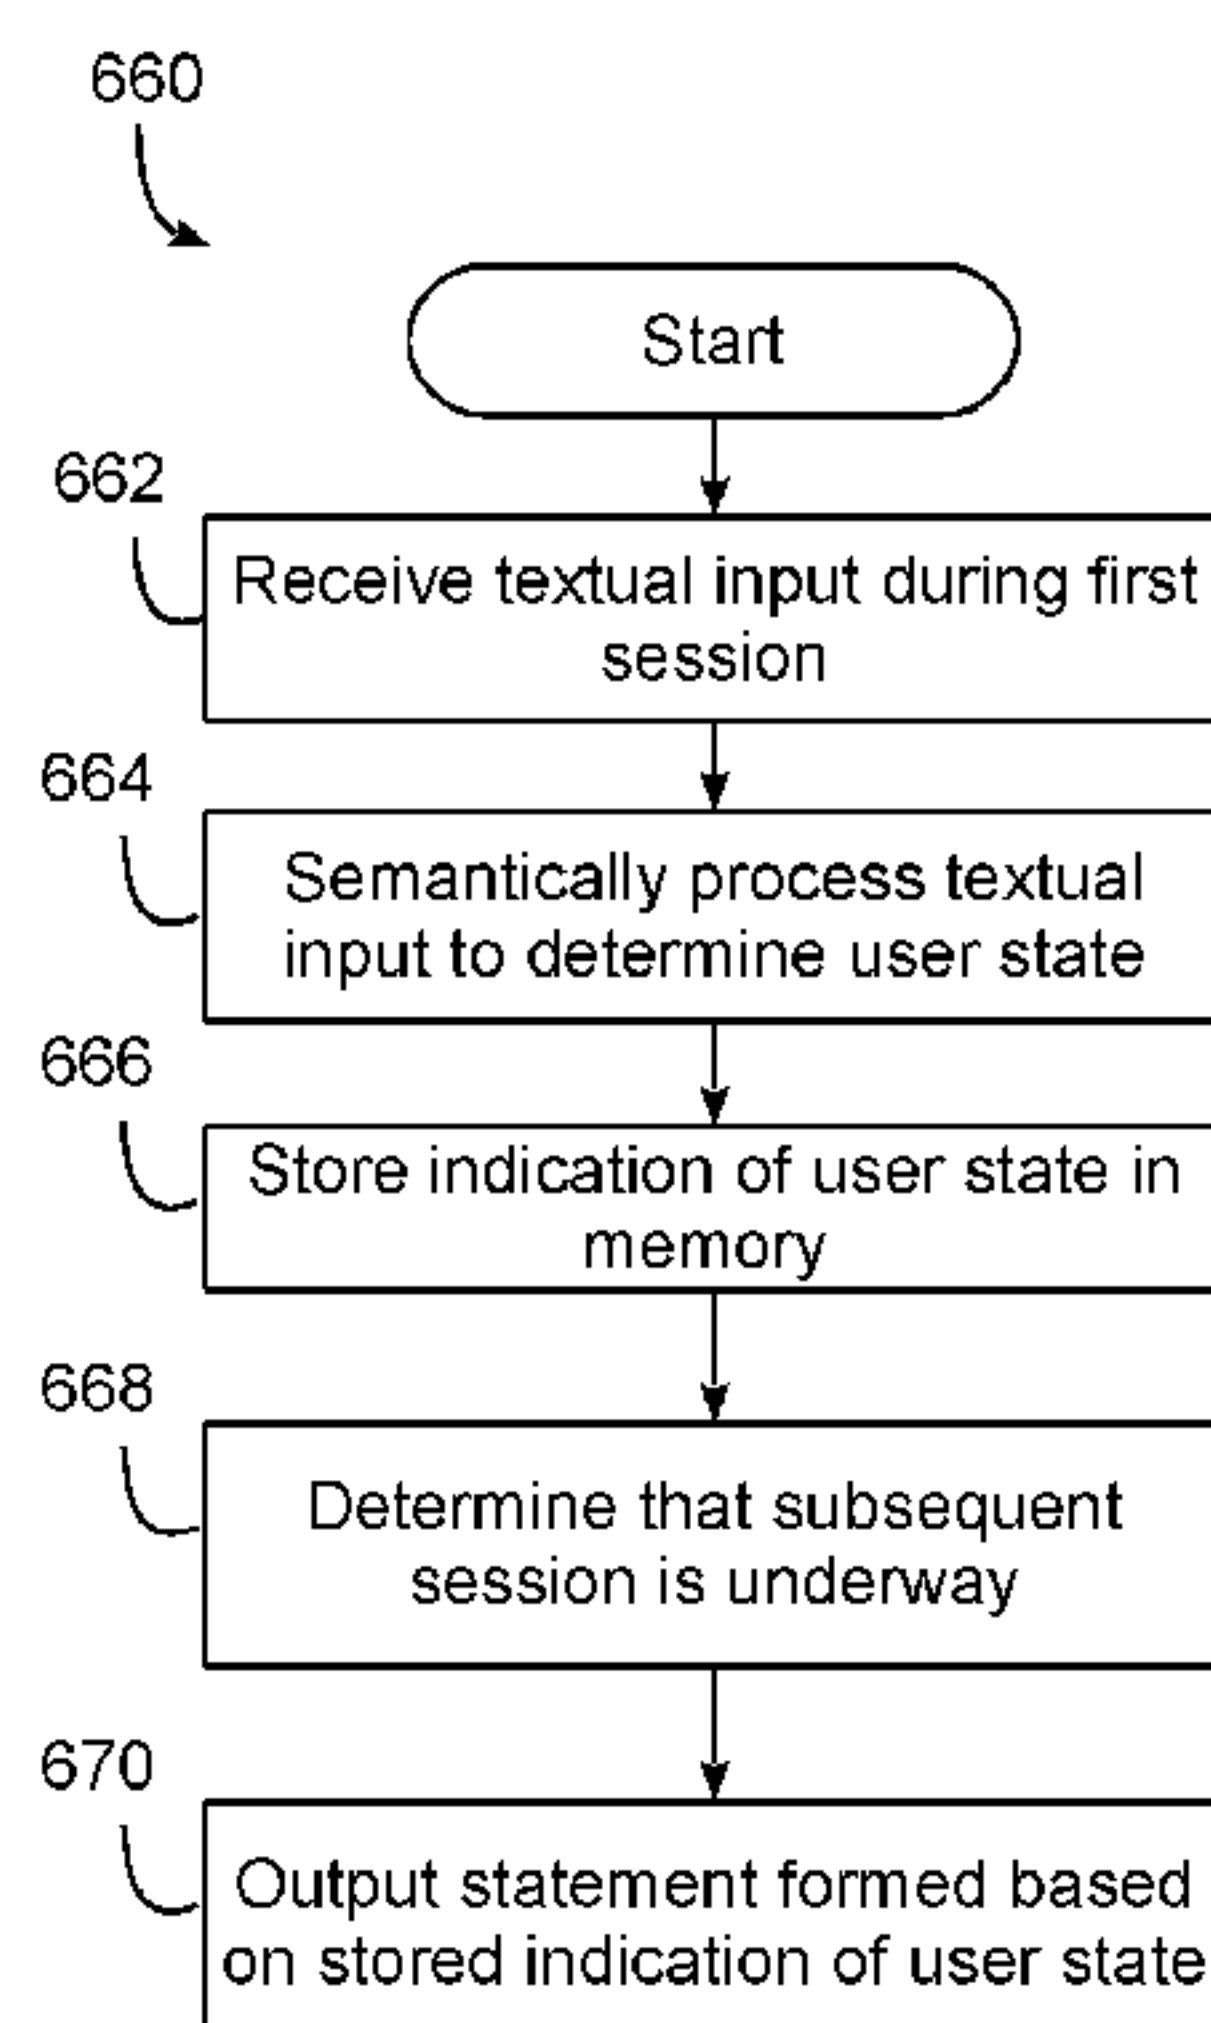 660
Start
662
Receive textual input during first
session
664
Semantically process textual
input to determine user state
666
Store indication of user state in
memory
668
Determine that subsequent
session is underway
670
Output statement formed based
on stored indication of user state